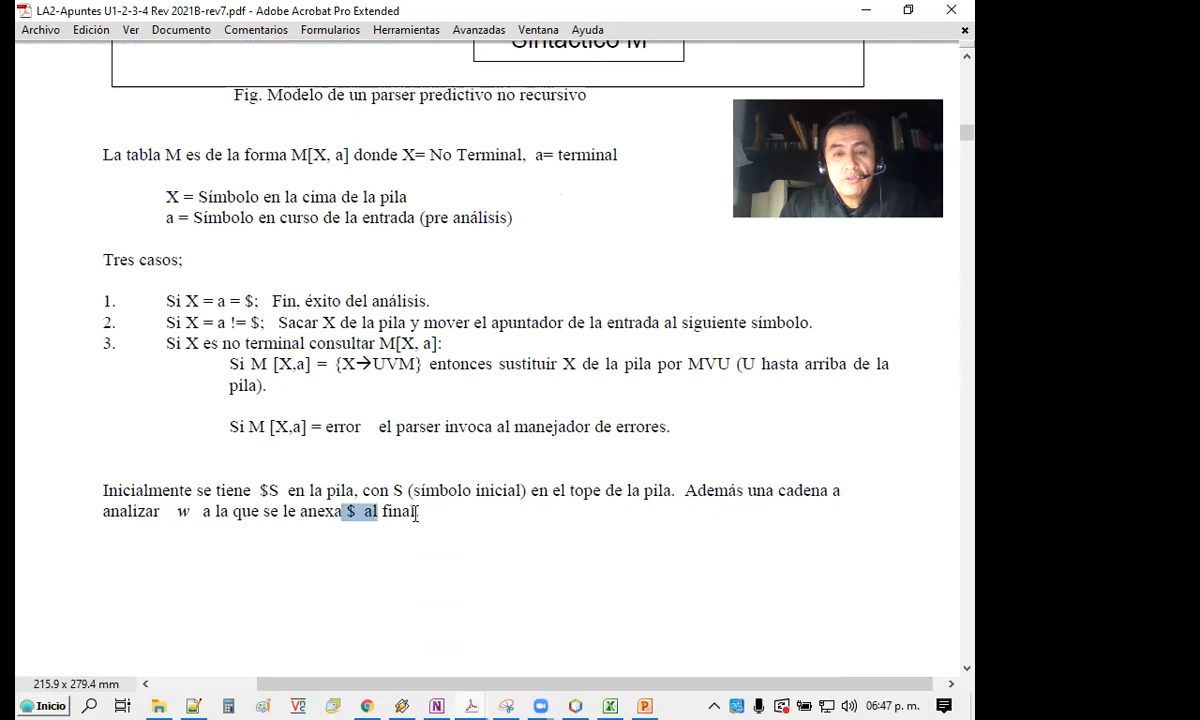 LA2-Apuntes U1-2-3-4 Rev 2021B-rev7.pdf - Adobe Acrobat Pro Extended
Archivo Edición Ver Documento Comentarios Formularios Herramientas Avanzadas Ventana Ayuda
Sintáctico M
Fig. Modelo de un parser predictivo no recursivo
La tabla M es de la forma M[X, a] donde X= No Terminal, a= terminal
X = Símbolo en la cima de la pila
a = Símbolo en curso de la entrada (pre análisis)
Tres casos;
1. Si X = a = $; Fin, éxito del análisis.
2. Si X = a != $; Sacar X de la pila y mover el apuntador de la entrada al siguiente símbolo.
3. Si X es no terminal consultar M[X, a]:
Si M [X,a] = {X→UVM} entonces sustituir X de la pila por MVU (U hasta arriba de la
pila).
Si M [X,a] = error el parser invoca al manejador de errores.
Inicialmente se tiene $S en la pila, con S (símbolo inicial) en el tope de la pila. Además una cadena a
analizar w a la que se le anexa $ al final.
215.9 x 279.4 mm
Inicio 06:47 p. m.